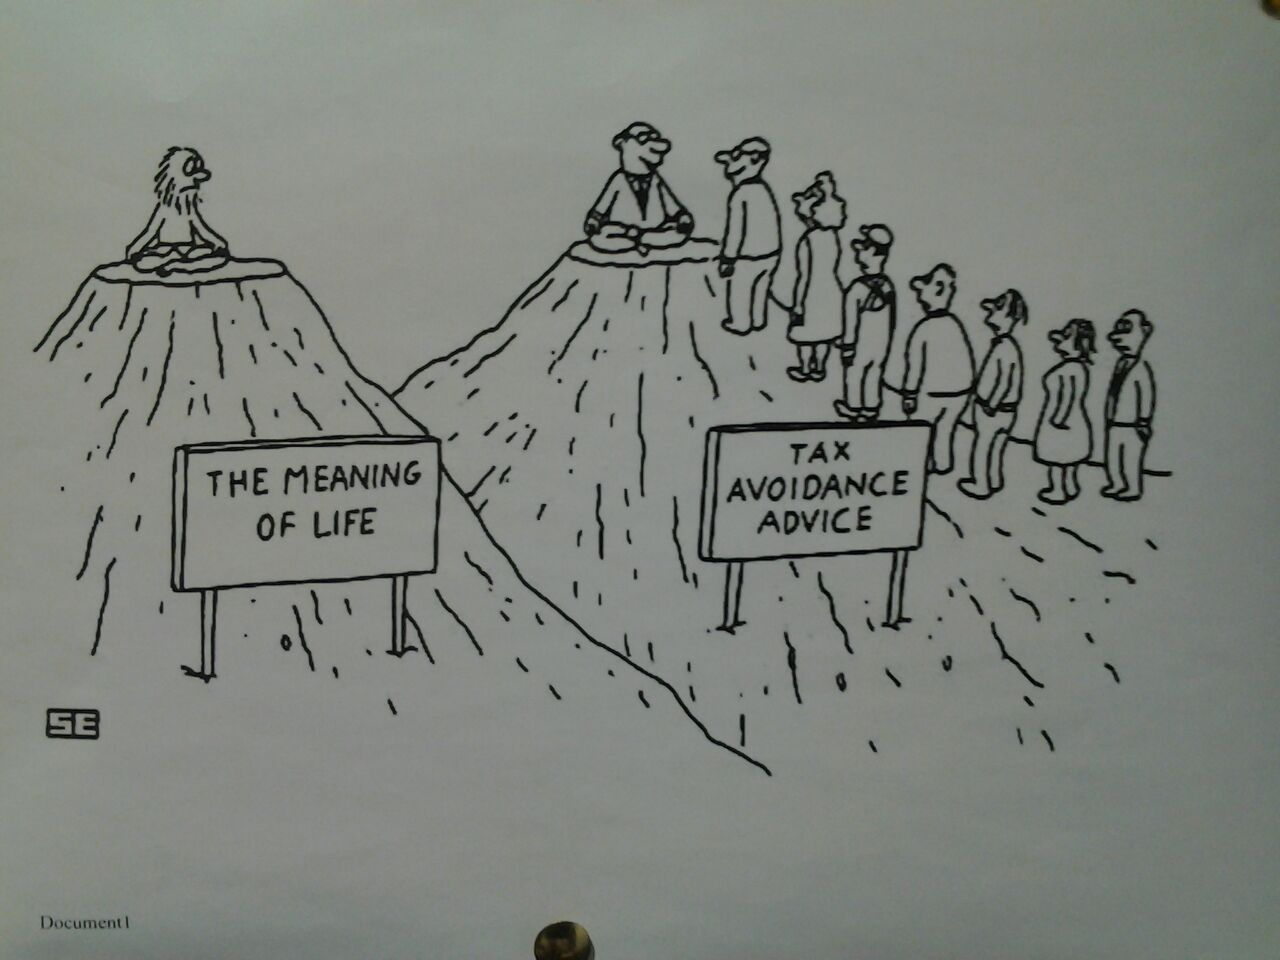 THE MEANING
OF LIFE
TAX
AVOIDANCE
ADVICE
SE
Document1